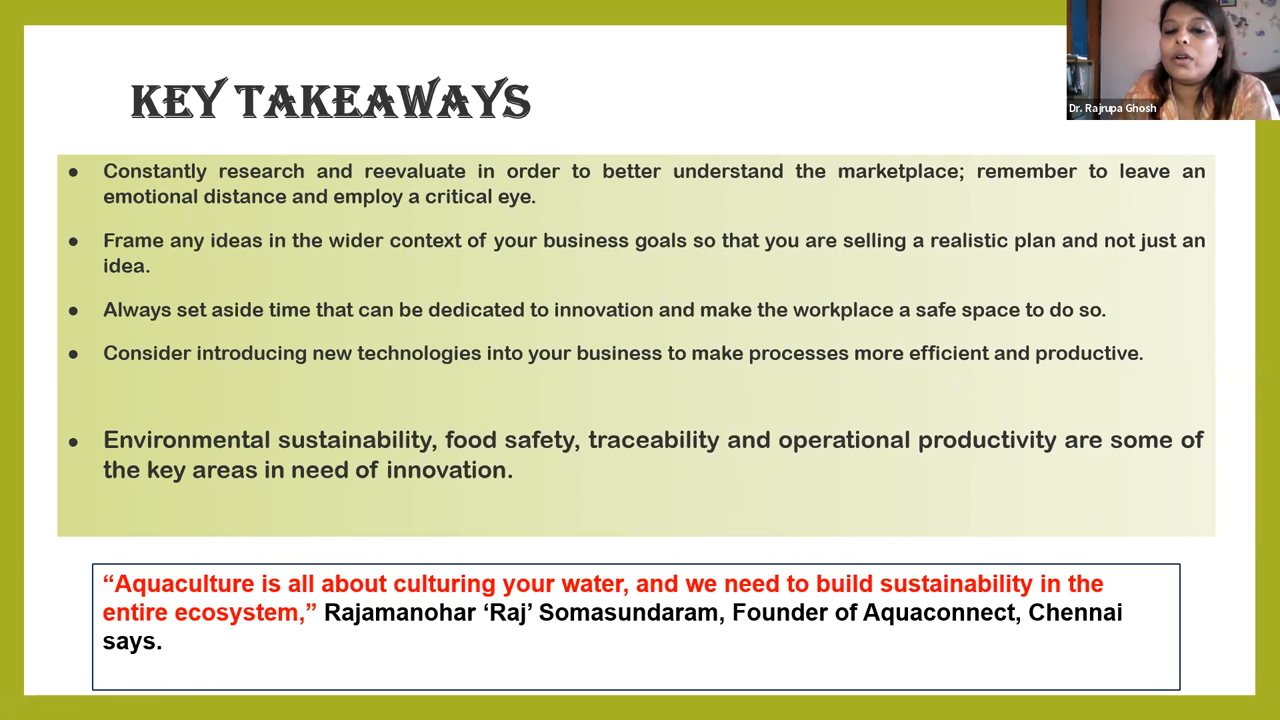 KEY TAKEAWAYS
Dr. Rajrupa Ghosh
● Constantly research and reevaluate in order to better understand the marketplace; remember to leave an
emotional distance and employ a critical eye.
● Frame any ideas in the wider context of your business goals so that you are selling a realistic plan and not just an
idea.
● Always set aside time that can be dedicated to innovation and make the workplace a safe space to do so.
● Consider introducing new technologies into your business to make processes more efficient and productive.
● Environmental sustainability, food safety, traceability and operational productivity are some of
the key areas in need of innovation.
“Aquaculture is all about culturing your water, and we need to build sustainability in the
entire ecosystem,” Rajamanohar ‘Raj’ Somasundaram, Founder of Aquaconnect, Chennai
says.